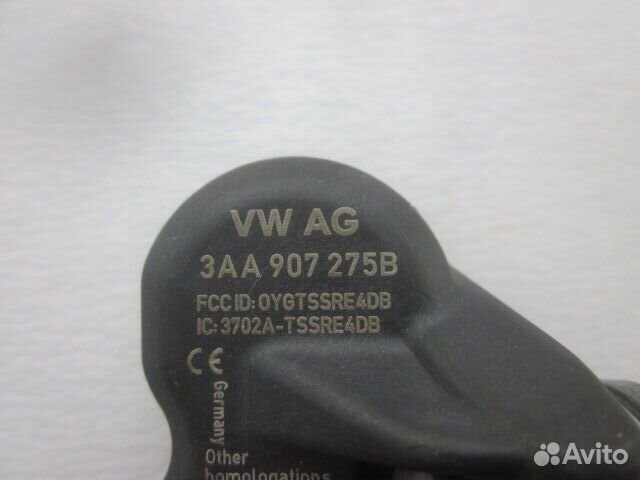 VW AG
3AA 907 275B
FCC ID: OYGTSSRE4DB
IC: 3702A-TSSRE4DB
CE
Germany
Other
homologations
Avito